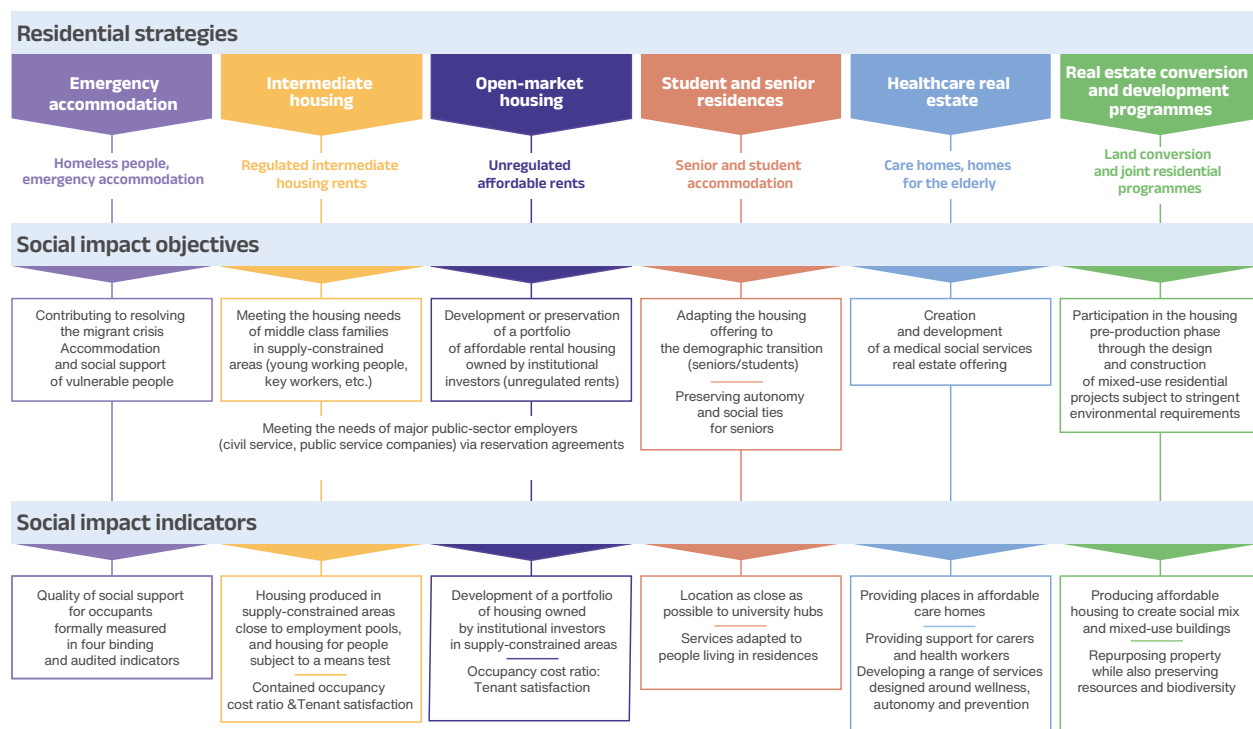 Residential strategies
Emergency
accommodation
Intermediate
housing
Open-market
housing
Student and senior
residences
Healthcare real
estate
Real estate conversion
and development
programmes
Homeless people,
emergency accommodation
Regulated intermediate
housing rents
Unregulated
affordable rents
Senior and student
accommodation
Care homes, homes
for the elderly
Land conversion
and joint residential
programmes
Social impact objectives
Contributing to resolving
the migrant crisis
Accommodation
and social support
of vulnerable people
Meeting the housing needs
of middle class families
in supply-constrained
areas (young working people,
key workers, etc.)
Development or preservation
of a portfolio
of affordable rental housing
owned by institutional
investors (unregulated rents)
Meeting the needs of major public-sector employers
(civil service, public service companies) via reservation agreements
Adapting the housing
offering to
the demographic transition
(seniors/students)
Preserving autonomy
and social ties
for seniors
Creation
and development
of a medical social services
real estate offering
Participation in the housing
pre-production phase
through the design
and construction
of mixed-use residential
projects subject to stringent
environmental requirements
Social impact indicators
Quality of social support
for occupants
formally measured
in four binding
and audited indicators
Housing produced in
supply-constrained areas
close to employment pools,
and housing for people
subject to a means test
Contained occupancy
cost ratio &Tenant satisfaction
Development of a portfolio
of housing owned
by institutional investors
in supply-constrained areas
Occupancy cost ratio:
Tenant satisfaction
Location as close as
possible to university hubs
Services adapted to
people living in residences
Providing places in affordable
care homes
Providing support for carers
and health workers
Developing a range of services
designed around wellness,
autonomy and prevention
Producing affordable
housing to create social mix
and mixed-use buildings
Repurposing property
while also preserving
resources and biodiversity